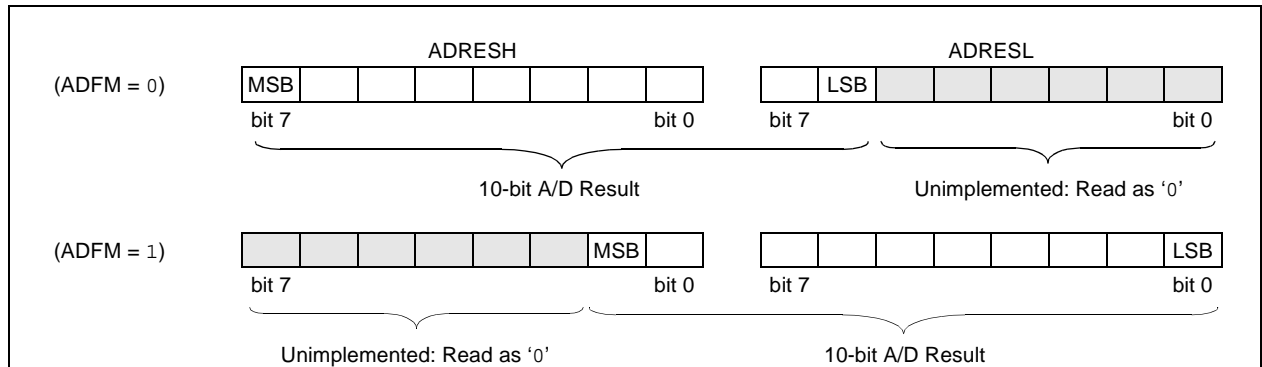 ADRESH ADRESL
(ADFM = 0) MSB LSB
bit 7 bit 0 bit 7 bit 0
10-bit A/D Result Unimplemented: Read as ‘0’
(ADFM = 1) MSB LSB
bit 7 bit 0 bit 7 bit 0
Unimplemented: Read as ‘0’ 10-bit A/D Result